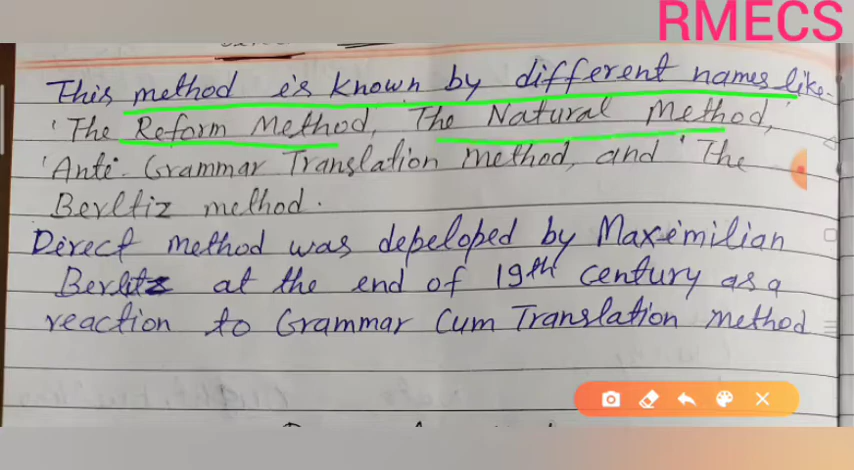 RMECS
This method is known by different names like-
'The Reform Method, 'The Natural Method,'
'Anti-Grammar Translation method, and 'The
Berltiz method.
Direct method was depeloped by Maximilian
Berlitz at the end of 19th century as a
reaction to Grammar Cum Translation method